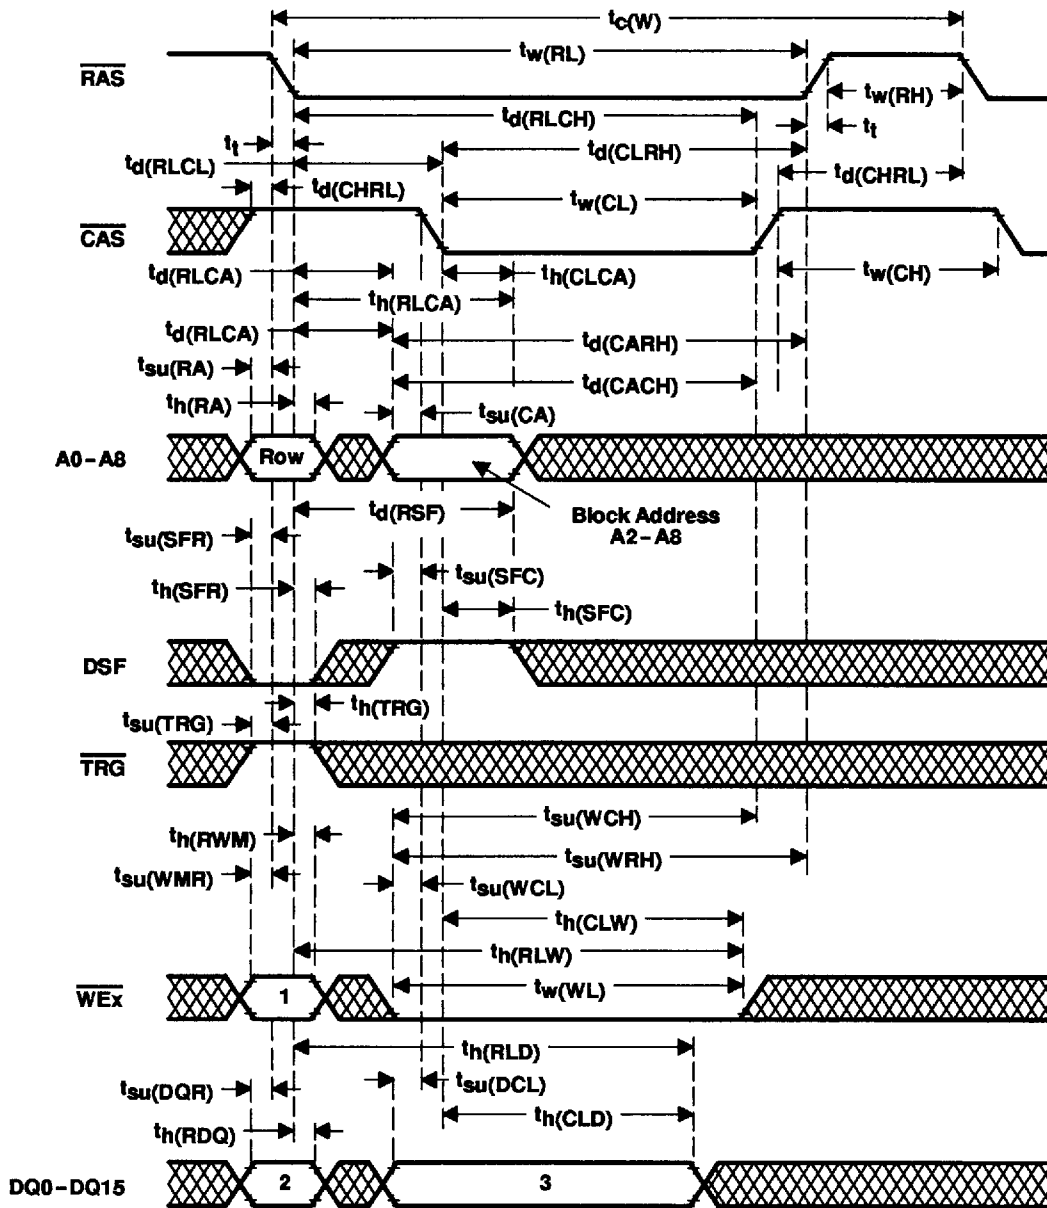 tc(W)
tw(RL)
RAS
tw(RH)
td(RLCH)
tt
tt
td(RLCL)
td(CLRH)
td(CHRL)
td(CHRL)
tw(CL)
CAS
td(RLCA)
th(CLCA)
tw(CH)
th(RLCA)
td(RLCA)
td(CARH)
tsu(RA)
td(CACH)
th(RA)
tsu(CA)
A0–A8
Row
td(RSF)
Block Address
A2–A8
tsu(SFR)
tsu(SFC)
th(SFR)
th(SFC)
DSF
th(TRG)
tsu(TRG)
TRG
tsu(WCH)
th(RWM)
tsu(WRH)
tsu(WMR)
tsu(WCL)
th(CLW)
th(RLW)
WEx
1
tw(WL)
th(RLD)
tsu(DQR)
tsu(DCL)
th(CLD)
th(RDQ)
DQ0–DQ15
2
3